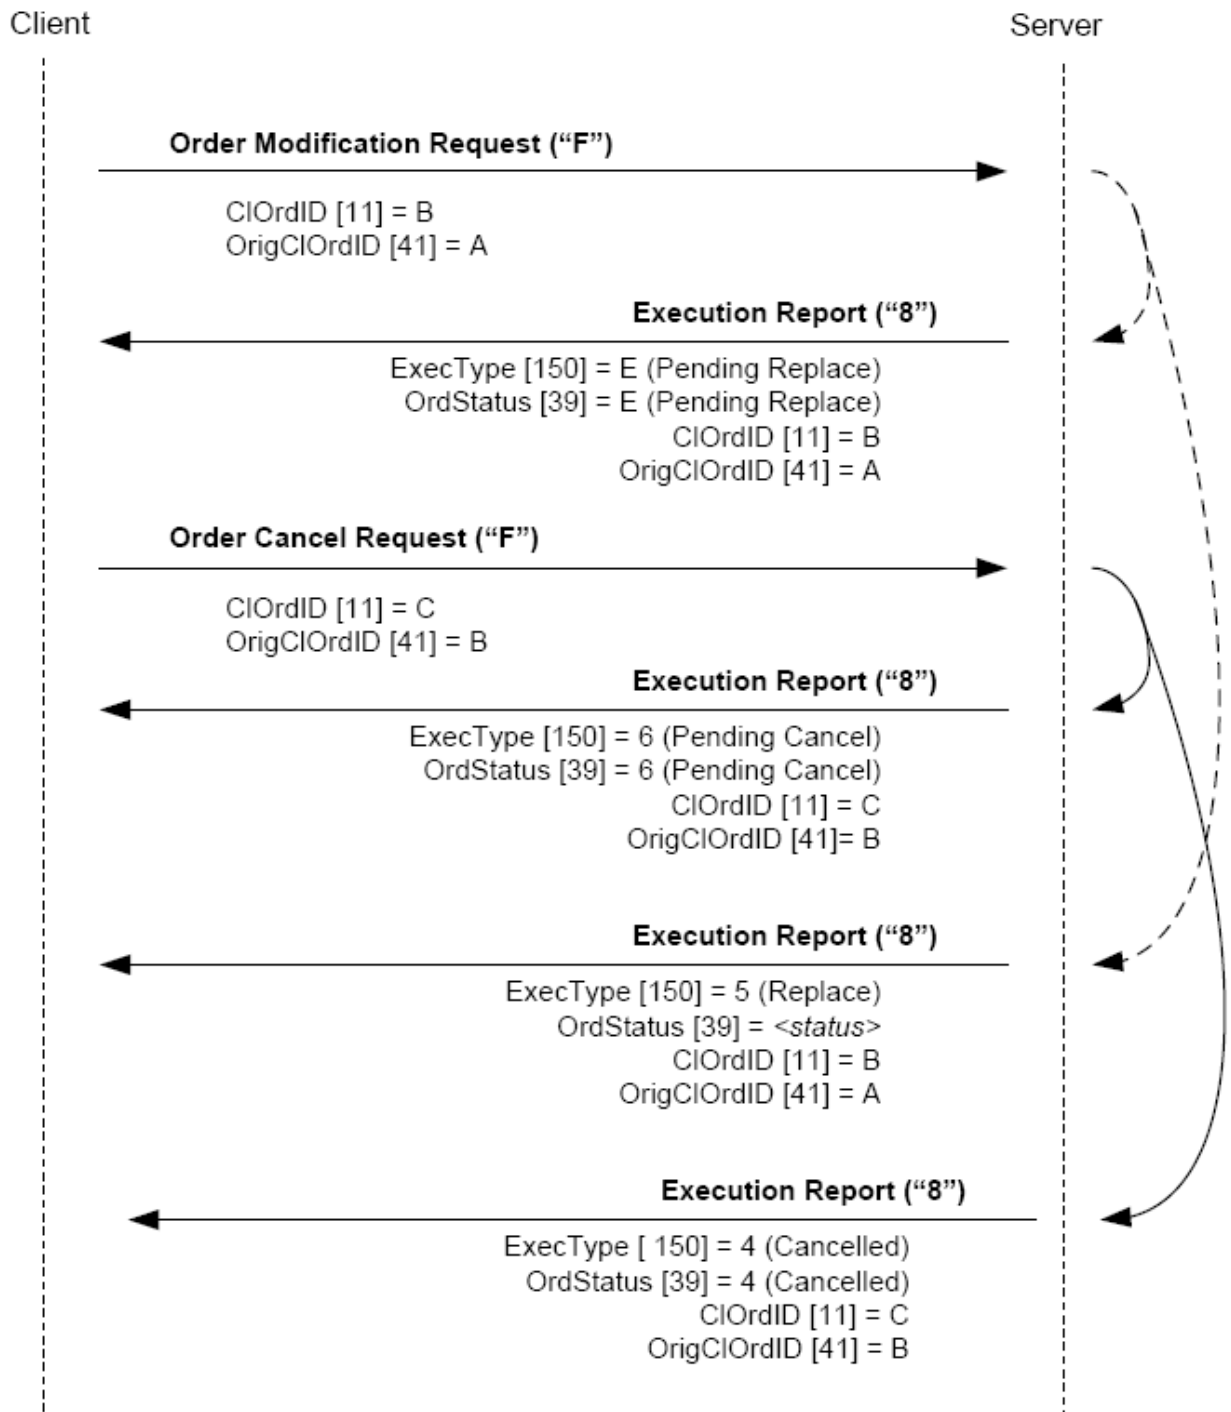 Client
Server
Order Modification Request (“F”)
ClOrdID [11] = B
OrigClOrdID [41] = A
Execution Report (“8”)
ExecType [150] = E (Pending Replace)
OrdStatus [39] = E (Pending Replace)
ClOrdID [11] = B
OrigClOrdID [41] = A
Order Cancel Request (“F”)
ClOrdID [11] = C
OrigClOrdID [41] = B
Execution Report (“8”)
ExecType [150] = 6 (Pending Cancel)
OrdStatus [39] = 6 (Pending Cancel)
ClOrdID [11] = C
OrigClOrdID [41]= B
Execution Report (“8”)
ExecType [150] = 5 (Replace)
OrdStatus [39] = <status>
ClOrdID [11] = B
OrigClOrdID [41] = A
Execution Report (“8”)
ExecType [ 150] = 4 (Cancelled)
OrdStatus [39] = 4 (Cancelled)
ClOrdID [11] = C
OrigClOrdID [41] = B